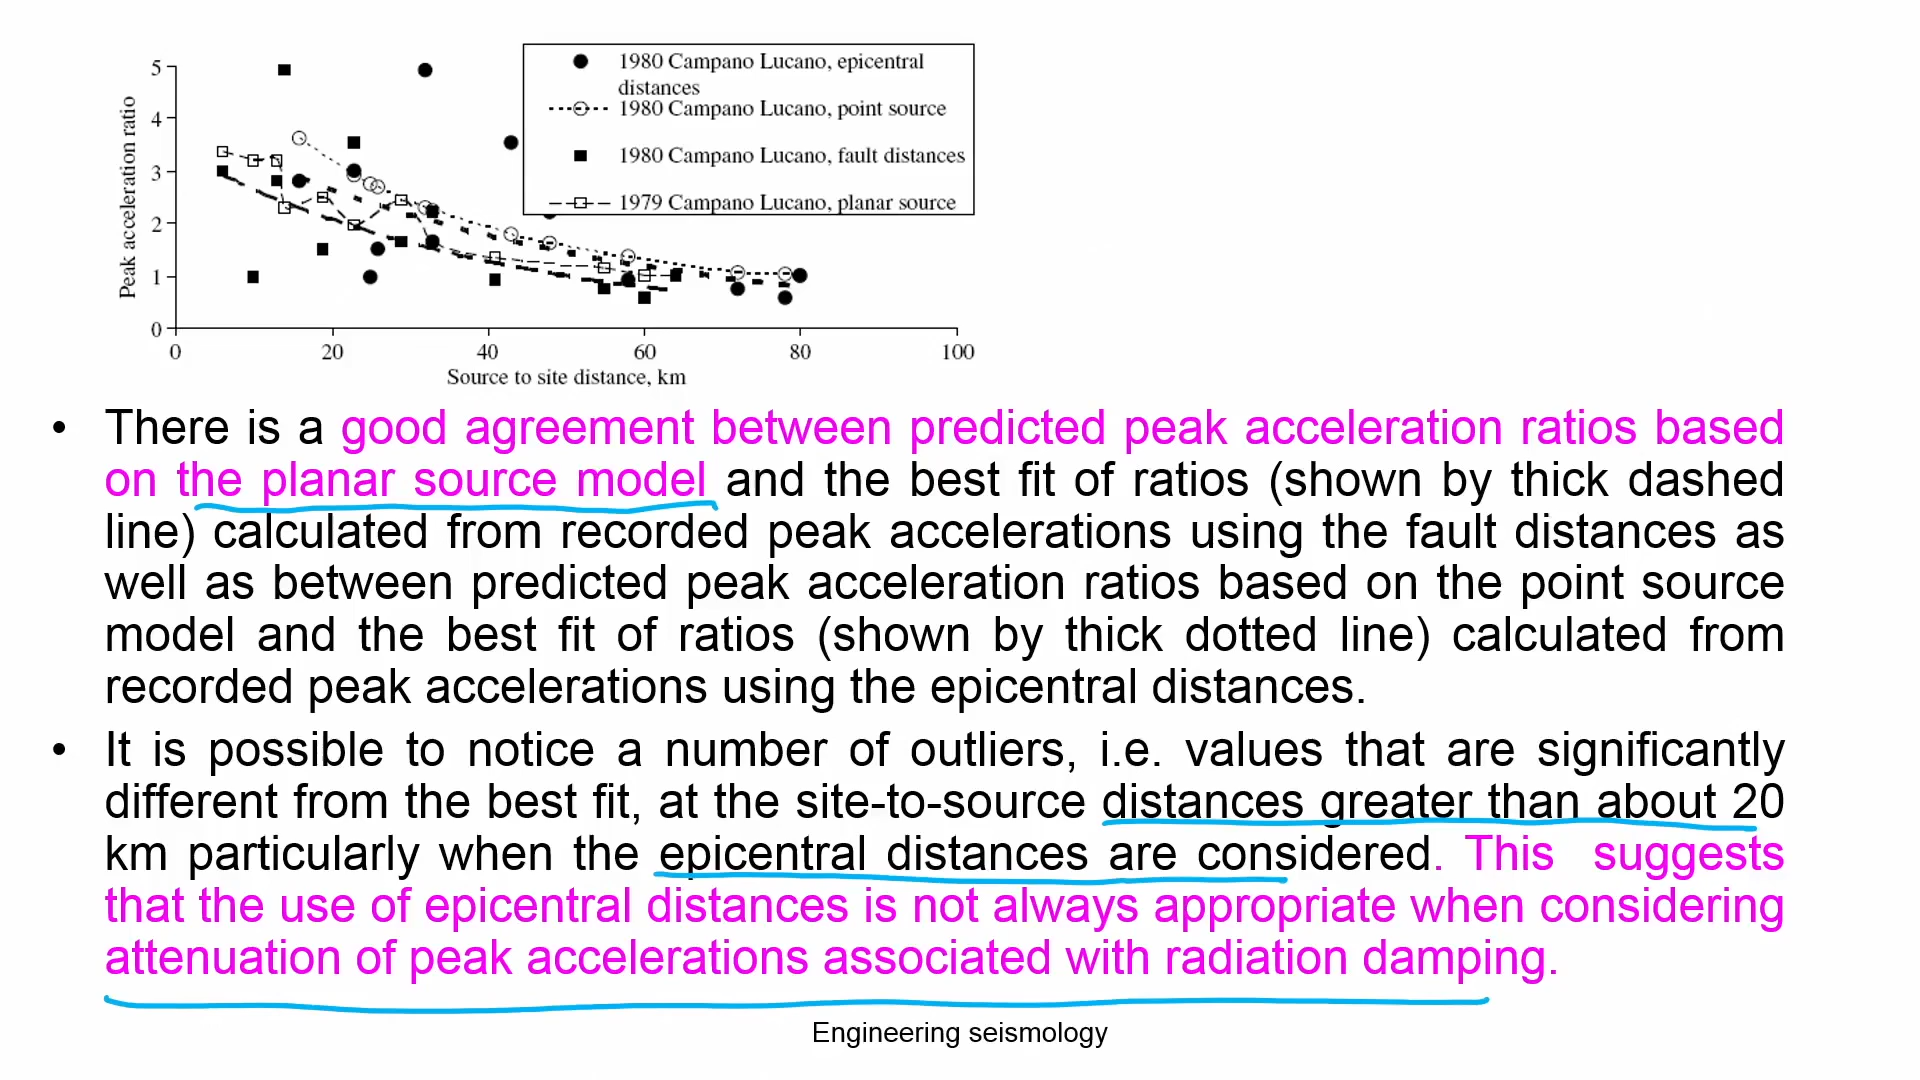 1980 Campano Lucano, epicentral
distances
1980 Campano Lucano, point source
1980 Campano Lucano, fault distances
1979 Campano Lucano, planar source
Peak acceleration ratio
5
4
3
2
1
0
0 20 40 60 80 100
Source to site distance, km
• There is a good agreement between predicted peak acceleration ratios based
on the planar source model and the best fit of ratios (shown by thick dashed
line) calculated from recorded peak accelerations using the fault distances as
well as between predicted peak acceleration ratios based on the point source
model and the best fit of ratios (shown by thick dotted line) calculated from
recorded peak accelerations using the epicentral distances.
• It is possible to notice a number of outliers, i.e. values that are significantly
different from the best fit, at the site-to-source distances greater than about 20
km particularly when the epicentral distances are considered. This suggests
that the use of epicentral distances is not always appropriate when considering
attenuation of peak accelerations associated with radiation damping.
Engineering seismology